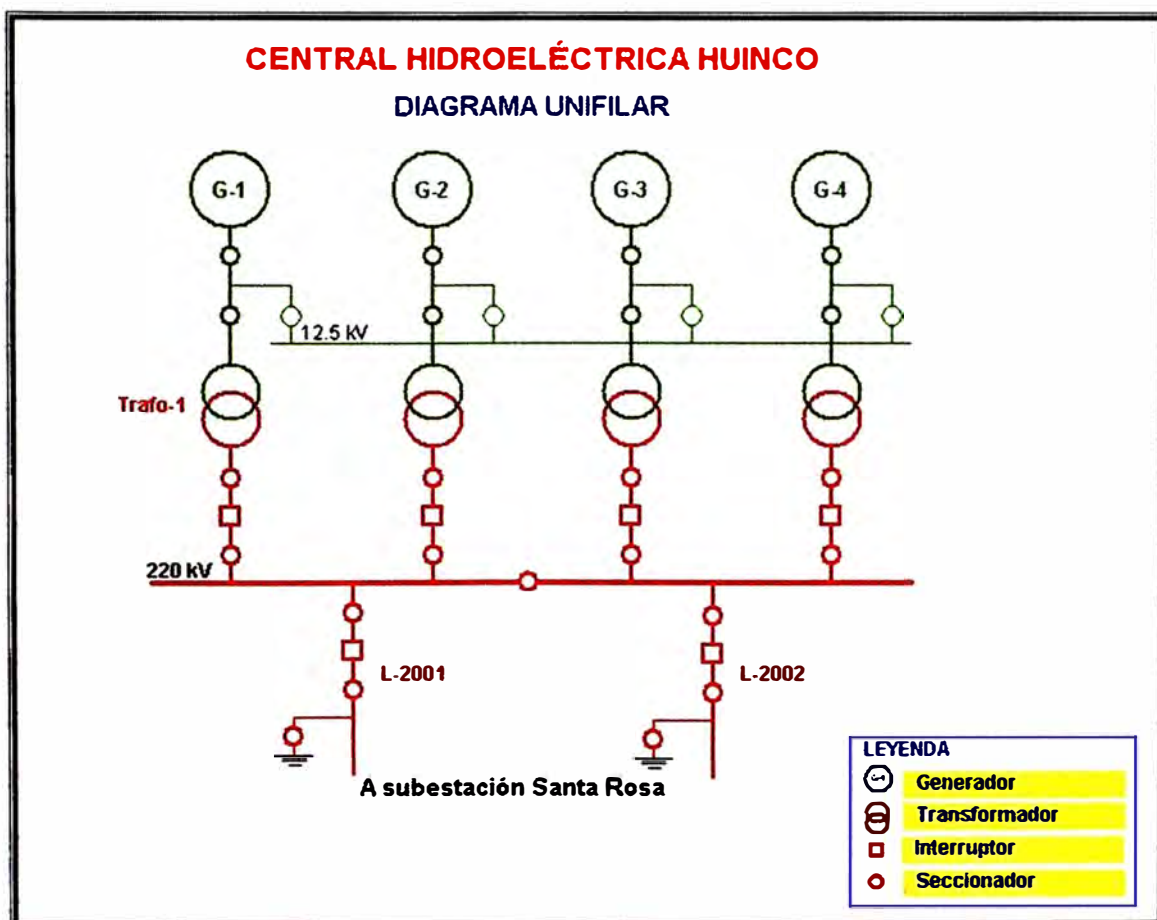 CENTRAL HIDROELÉCTRICA HUINCO
DIAGRAMA UNIFILAR
G-1
G-2
G-3
G-4
12.5 kV
Trafo-1
220 kV
L-2001
L-2002
A subestación Santa Rosa
LEYENDA
Generador
Transformador
Interruptor
Seccionador